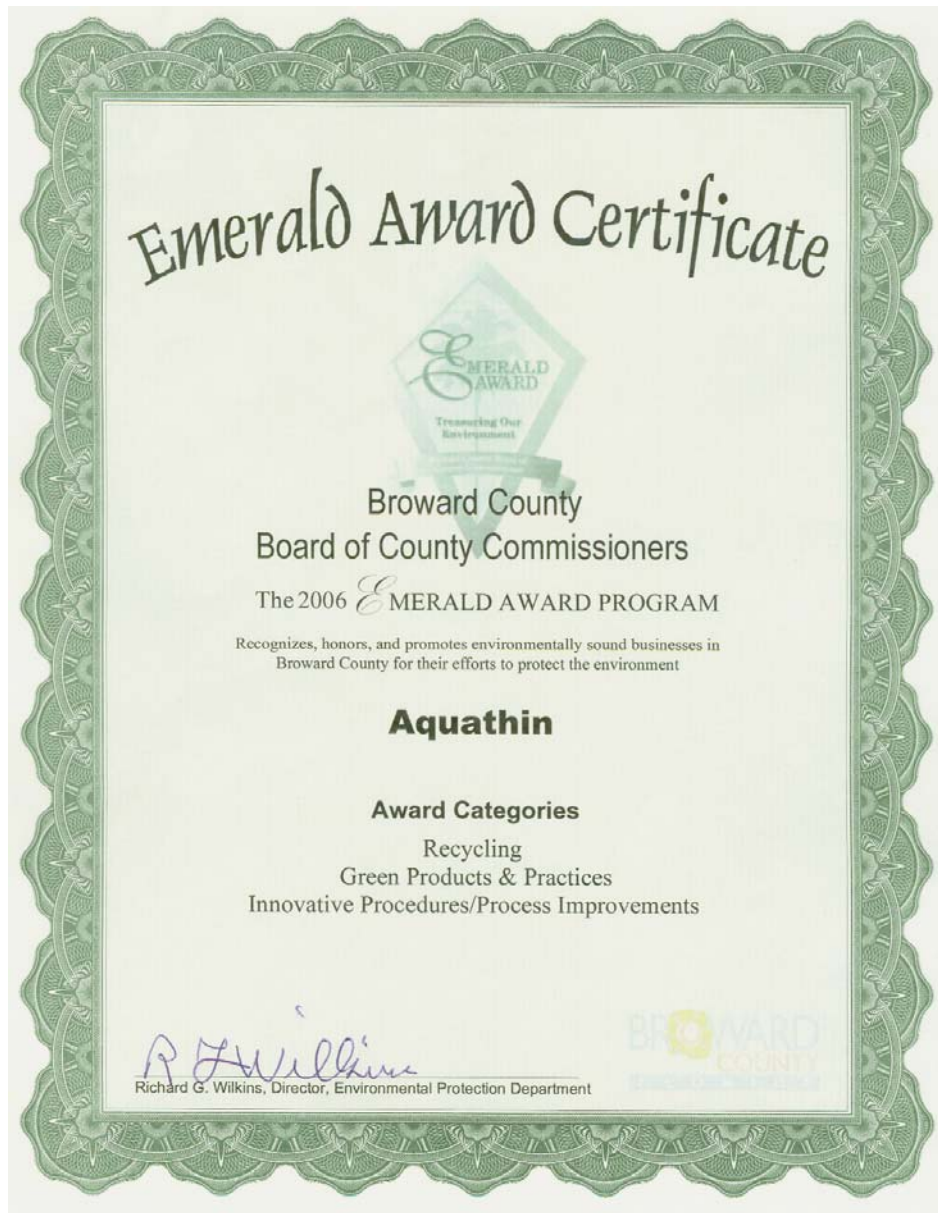 Emerald Award Certificate
EMERALD
AWARD
Treasuring Our
Environment
Broward County
Board of County Commissioners
The 2006 EMERALD AWARD PROGRAM
Recognizes, honors, and promotes environmentally sound businesses in
Broward County for their efforts to protect the environment
Aquathin
Award Categories
Recycling
Green Products & Practices
Innovative Procedures/Process Improvements
R G Wilkins
Richard G. Wilkins, Director, Environmental Protection Department
BROWARD
COUNTY